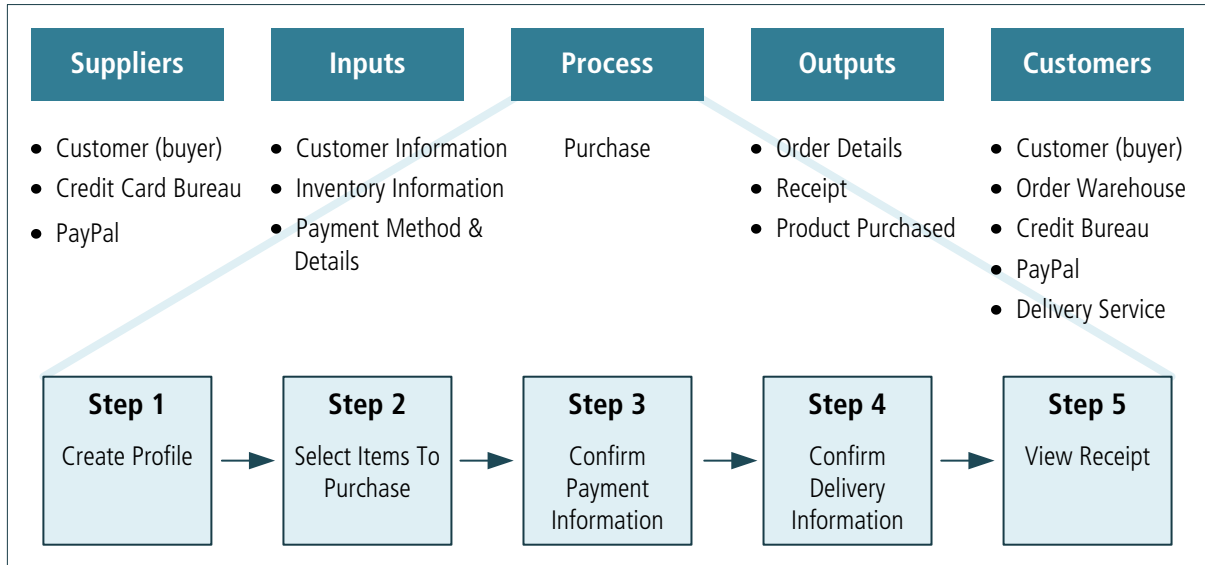 Suppliers
Inputs
Process
Outputs
Customers
• Customer (buyer)
• Credit Card Bureau
• PayPal
• Customer Information
• Inventory Information
• Payment Method &
Details
Purchase
• Order Details
• Receipt
• Product Purchased
• Customer (buyer)
• Order Warehouse
• Credit Bureau
• PayPal
• Delivery Service
Step 1
Create Profile
Step 2
Select Items To
Purchase
Step 3
Confirm
Payment
Information
Step 4
Confirm
Delivery
Information
Step 5
View Receipt